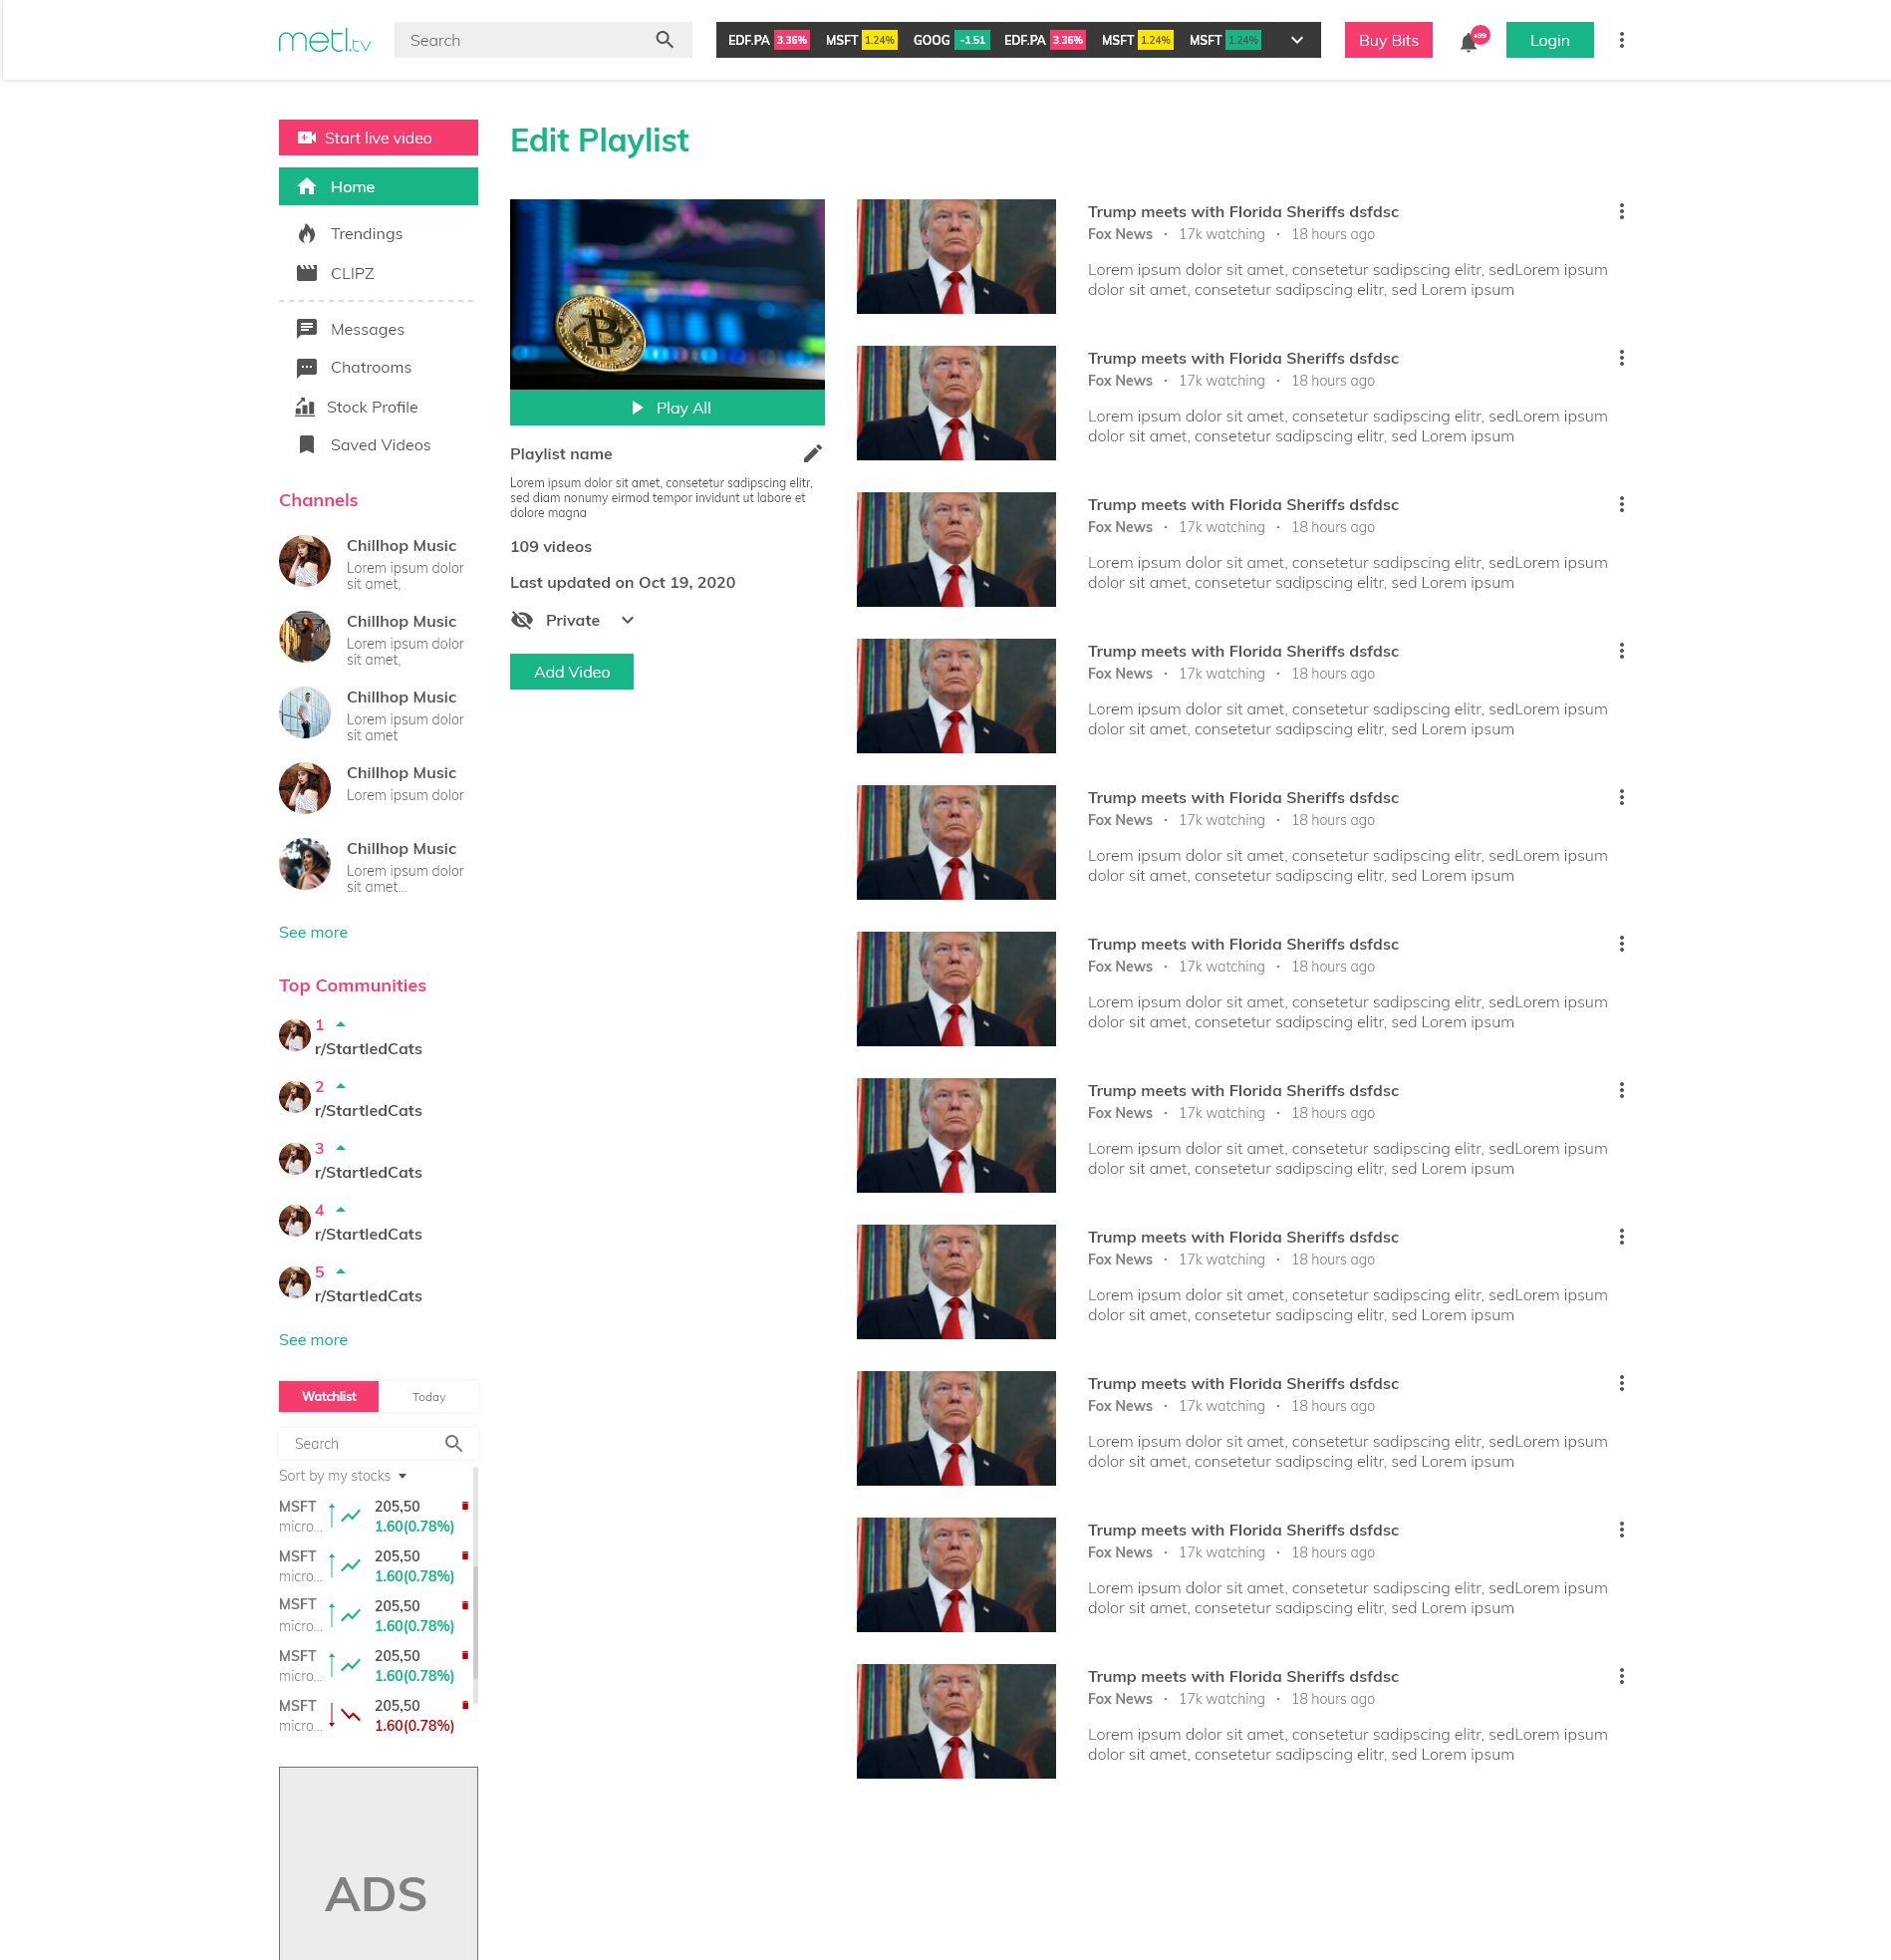 metl.tv
Search
EDF.PA 3.36% MSFT 1.24% GOOG -1.51 EDF.PA 3.36% MSFT 1.24% MSFT 1.24%
Buy Bits
+99
Login
Start live video
Home
Trendings
CLIPZ
Messages
Chatrooms
Stock Profile
Saved Videos
Channels
Chillhop Music
Lorem ipsum dolor
sit amet,
Chillhop Music
Lorem ipsum dolor
sit amet,
Chillhop Music
Lorem ipsum dolor
sit amet
Chillhop Music
Lorem ipsum dolor
Chillhop Music
Lorem ipsum dolor
sit amet...
See more
Top Communities
1
r/StartledCats
2
r/StartledCats
3
r/StartledCats
4
r/StartledCats
5
r/StartledCats
See more
Watchlist Today
Search
Sort by my stocks
MSFT 205,50
micro... 1.60(0.78%)
MSFT 205,50
micro... 1.60(0.78%)
MSFT 205,50
micro... 1.60(0.78%)
MSFT 205,50
micro... 1.60(0.78%)
MSFT 205,50
micro... 1.60(0.78%)
ADS
Edit Playlist
Play All
Playlist name
Lorem ipsum dolor sit amet, consetetur sadipscing elitr,
sed diam nonumy eirmod tempor invidunt ut labore et
dolore magna
109 videos
Last updated on Oct 19, 2020
Private
Add Video
Trump meets with Florida Sheriffs dsfdsc
Fox News · 17k watching · 18 hours ago
Lorem ipsum dolor sit amet, consetetur sadipscing elitr, sedLorem ipsum
dolor sit amet, consetetur sadipscing elitr, sed Lorem ipsum
Trump meets with Florida Sheriffs dsfdsc
Fox News · 17k watching · 18 hours ago
Lorem ipsum dolor sit amet, consetetur sadipscing elitr, sedLorem ipsum
dolor sit amet, consetetur sadipscing elitr, sed Lorem ipsum
Trump meets with Florida Sheriffs dsfdsc
Fox News · 17k watching · 18 hours ago
Lorem ipsum dolor sit amet, consetetur sadipscing elitr, sedLorem ipsum
dolor sit amet, consetetur sadipscing elitr, sed Lorem ipsum
Trump meets with Florida Sheriffs dsfdsc
Fox News · 17k watching · 18 hours ago
Lorem ipsum dolor sit amet, consetetur sadipscing elitr, sedLorem ipsum
dolor sit amet, consetetur sadipscing elitr, sed Lorem ipsum
Trump meets with Florida Sheriffs dsfdsc
Fox News · 17k watching · 18 hours ago
Lorem ipsum dolor sit amet, consetetur sadipscing elitr, sedLorem ipsum
dolor sit amet, consetetur sadipscing elitr, sed Lorem ipsum
Trump meets with Florida Sheriffs dsfdsc
Fox News · 17k watching · 18 hours ago
Lorem ipsum dolor sit amet, consetetur sadipscing elitr, sedLorem ipsum
dolor sit amet, consetetur sadipscing elitr, sed Lorem ipsum
Trump meets with Florida Sheriffs dsfdsc
Fox News · 17k watching · 18 hours ago
Lorem ipsum dolor sit amet, consetetur sadipscing elitr, sedLorem ipsum
dolor sit amet, consetetur sadipscing elitr, sed Lorem ipsum
Trump meets with Florida Sheriffs dsfdsc
Fox News · 17k watching · 18 hours ago
Lorem ipsum dolor sit amet, consetetur sadipscing elitr, sedLorem ipsum
dolor sit amet, consetetur sadipscing elitr, sed Lorem ipsum
Trump meets with Florida Sheriffs dsfdsc
Fox News · 17k watching · 18 hours ago
Lorem ipsum dolor sit amet, consetetur sadipscing elitr, sedLorem ipsum
dolor sit amet, consetetur sadipscing elitr, sed Lorem ipsum
Trump meets with Florida Sheriffs dsfdsc
Fox News · 17k watching · 18 hours ago
Lorem ipsum dolor sit amet, consetetur sadipscing elitr, sedLorem ipsum
dolor sit amet, consetetur sadipscing elitr, sed Lorem ipsum
Trump meets with Florida Sheriffs dsfdsc
Fox News · 17k watching · 18 hours ago
Lorem ipsum dolor sit amet, consetetur sadipscing elitr, sedLorem ipsum
dolor sit amet, consetetur sadipscing elitr, sed Lorem ipsum